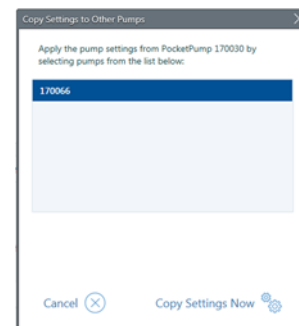 Copy Settings to Other Pumps
Apply the pump settings from PocketPump 170030 by
selecting pumps from the list below:
170066
Cancel
Copy Settings Now